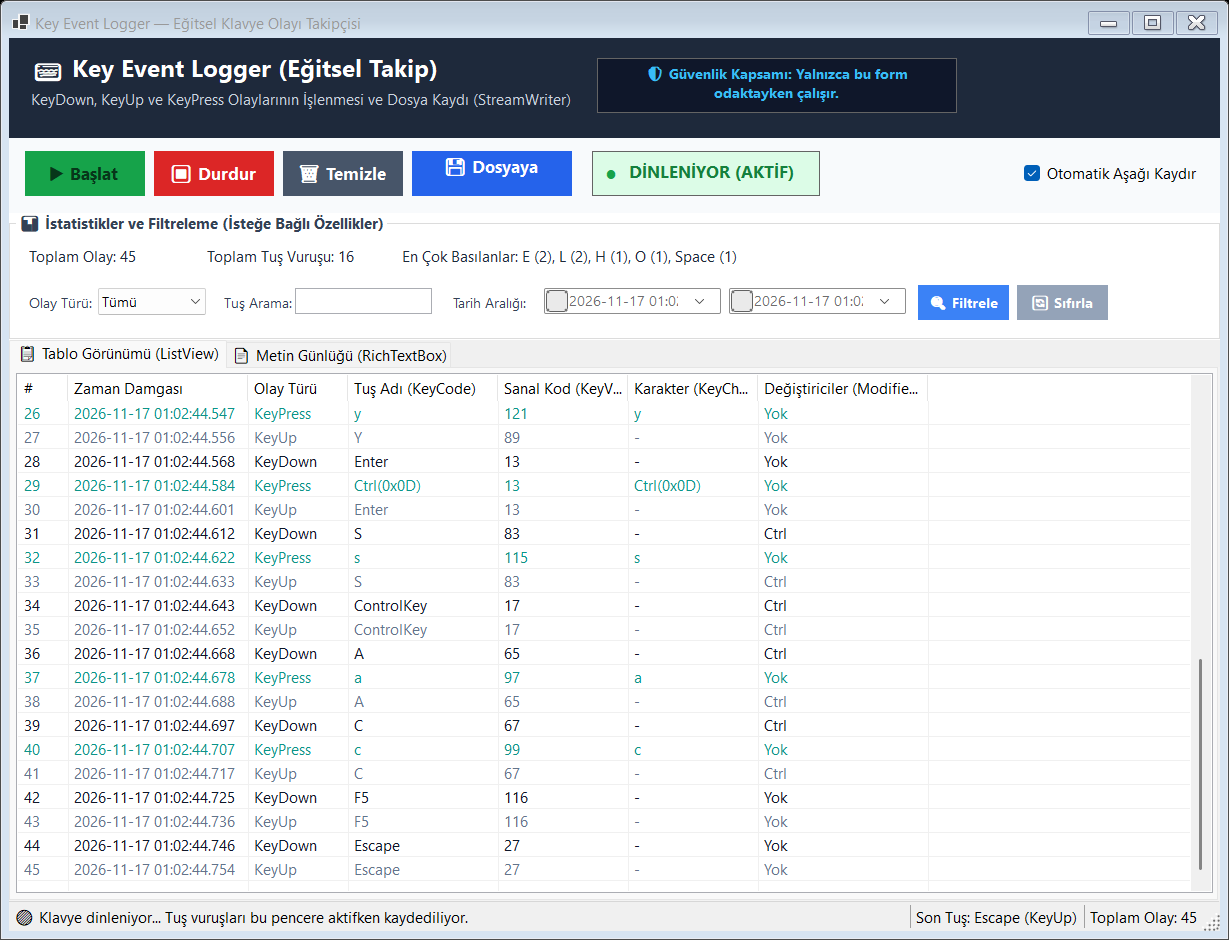 Key Event Logger — Eğitsel Klavye Olayı Takipçisi
Key Event Logger (Eğitsel Takip)
KeyDown, KeyUp ve KeyPress Olaylarının İşlenmesi ve Dosya Kaydı (StreamWriter)
Güvenlik Kapsamı: Yalnızca bu form
odaktayken çalışır.
Başlat Durdur Temizle Dosyaya ● DİNLENİYOR (AKTİF) Otomatik Aşağı Kaydır
İstatistikler ve Filtreleme (İsteğe Bağlı Özellikler)
Toplam Olay: 45 Toplam Tuş Vuruşu: 16 En Çok Basılanlar: E (2), L (2), H (1), O (1), Space (1)
Olay Türü: Tümü Tuş Arama: Tarih Aralığı: 2026-11-17 01:0 2026-11-17 01:0 Filtrele Sıfırla
Tablo Görünümü (ListView) Metin Günlüğü (RichTextBox)
# Zaman Damgası Olay Türü Tuş Adı (KeyCode) Sanal Kod (KeyV... Karakter (KeyCh... Değiştiriciler (Modifie...
26 2026-11-17 01:02:44.547 KeyPress y 121 y Yok
27 2026-11-17 01:02:44.556 KeyUp Y 89 - Yok
28 2026-11-17 01:02:44.568 KeyDown Enter 13 - Yok
29 2026-11-17 01:02:44.584 KeyPress Ctrl(0x0D) 13 Ctrl(0x0D) Yok
30 2026-11-17 01:02:44.601 KeyUp Enter 13 - Yok
31 2026-11-17 01:02:44.612 KeyDown S 83 - Ctrl
32 2026-11-17 01:02:44.622 KeyPress s 115 s Yok
33 2026-11-17 01:02:44.633 KeyUp S 83 - Ctrl
34 2026-11-17 01:02:44.643 KeyDown ControlKey 17 - Ctrl
35 2026-11-17 01:02:44.652 KeyUp ControlKey 17 - Ctrl
36 2026-11-17 01:02:44.668 KeyDown A 65 - Ctrl
37 2026-11-17 01:02:44.678 KeyPress a 97 a Yok
38 2026-11-17 01:02:44.688 KeyUp A 65 - Ctrl
39 2026-11-17 01:02:44.697 KeyDown C 67 - Ctrl
40 2026-11-17 01:02:44.707 KeyPress c 99 c Yok
41 2026-11-17 01:02:44.717 KeyUp C 67 - Ctrl
42 2026-11-17 01:02:44.725 KeyDown F5 116 - Yok
43 2026-11-17 01:02:44.736 KeyUp F5 116 - Yok
44 2026-11-17 01:02:44.746 KeyDown Escape 27 - Yok
45 2026-11-17 01:02:44.754 KeyUp Escape 27 - Yok
Klavye dinleniyor... Tuş vuruşları bu pencere aktifken kaydediliyor. Son Tuş: Escape (KeyUp) Toplam Olay: 45